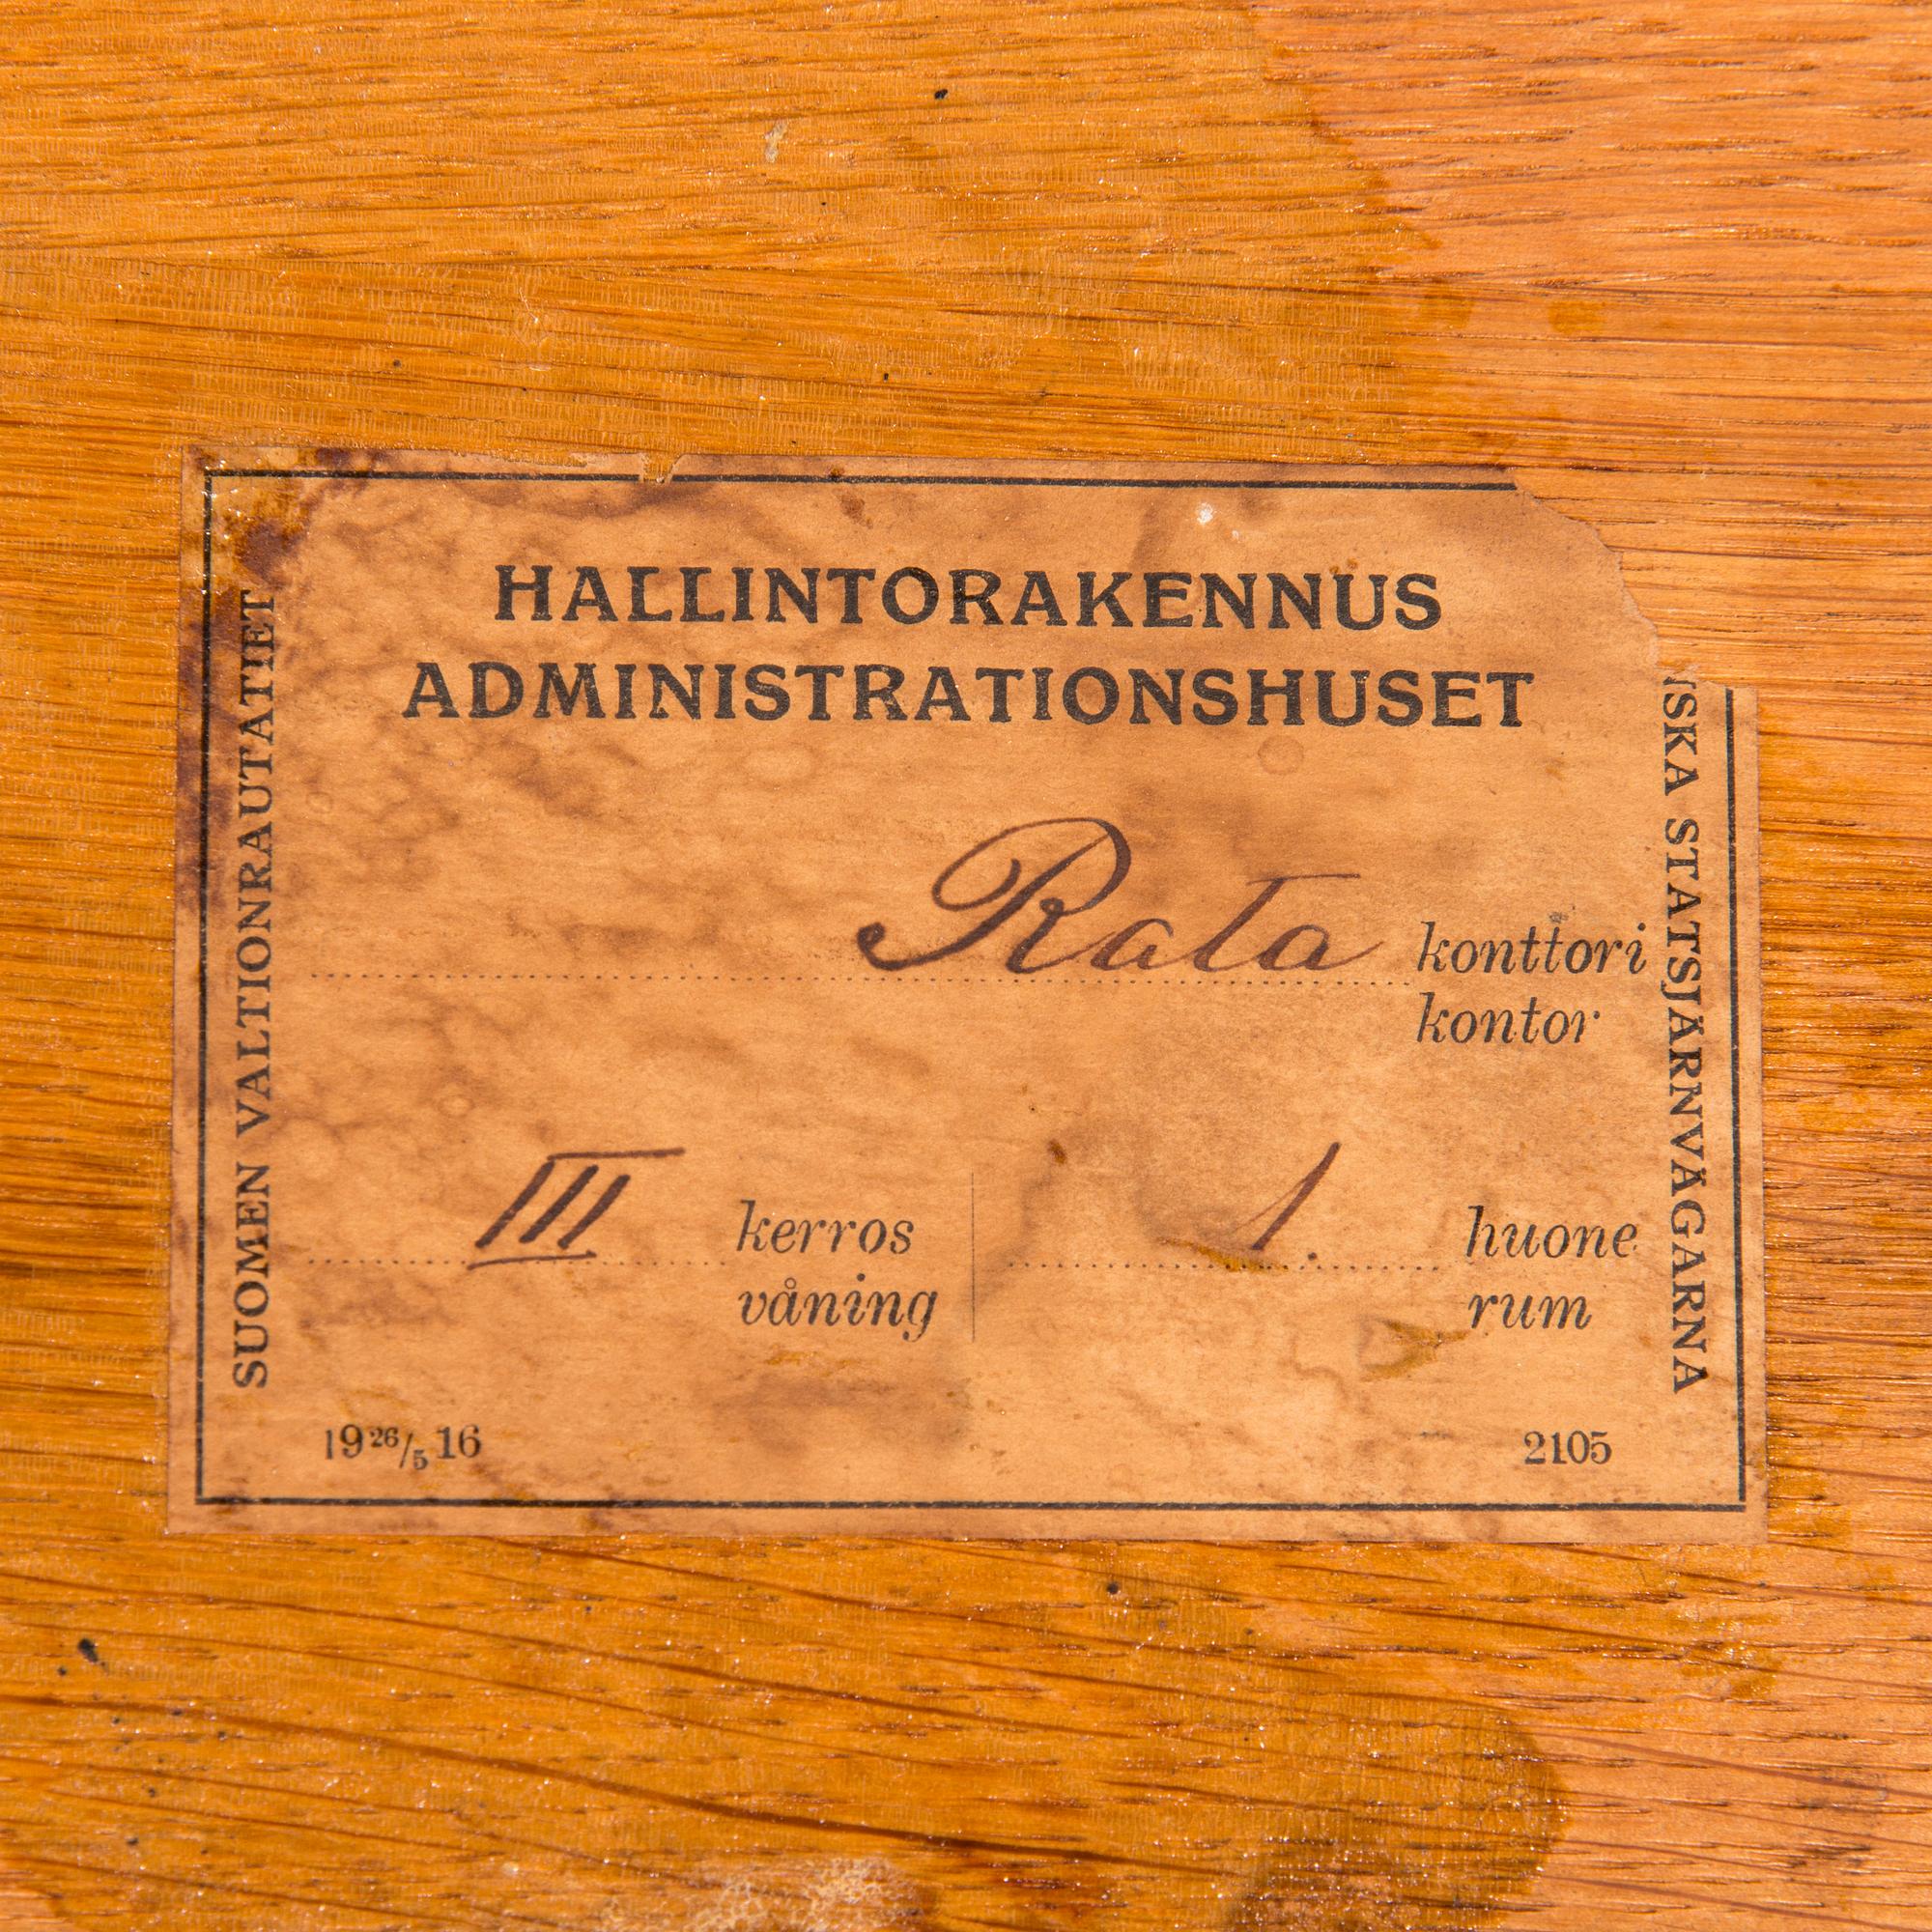 HALLINTORAKENNUS
ADMINISTRATIONSHUSET
SUOMEN VALTIONRAUTATIET
Rata konttori
kontor
III kerros
våning
1. huone
rum
SKA STATSJÄRNVÄGARNA
19 26/5 16
2105